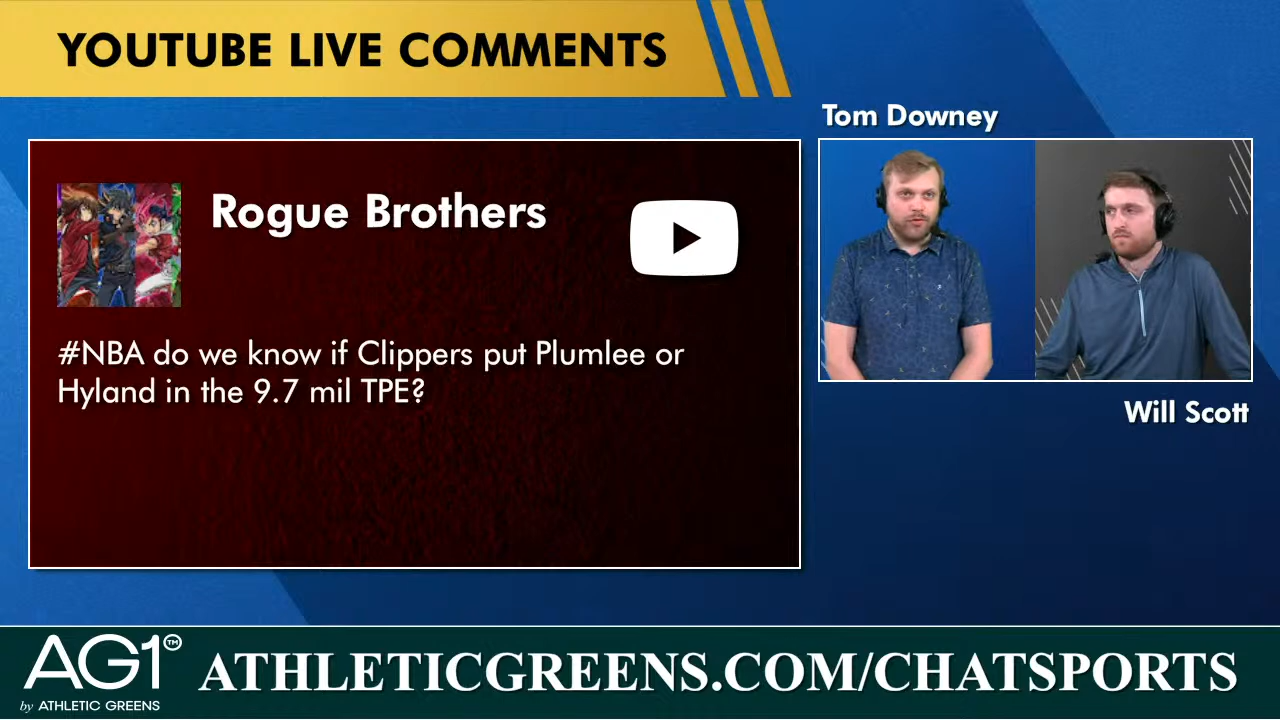 YOUTUBE LIVE COMMENTS
Tom Downey
Rogue Brothers
#NBA do we know if Clippers put Plumlee or
Hyland in the 9.7 mil TPE?
Will Scott
AG1 TM
by ATHLETIC GREENS
ATHLETICGREENS.COM/CHATSPORTS